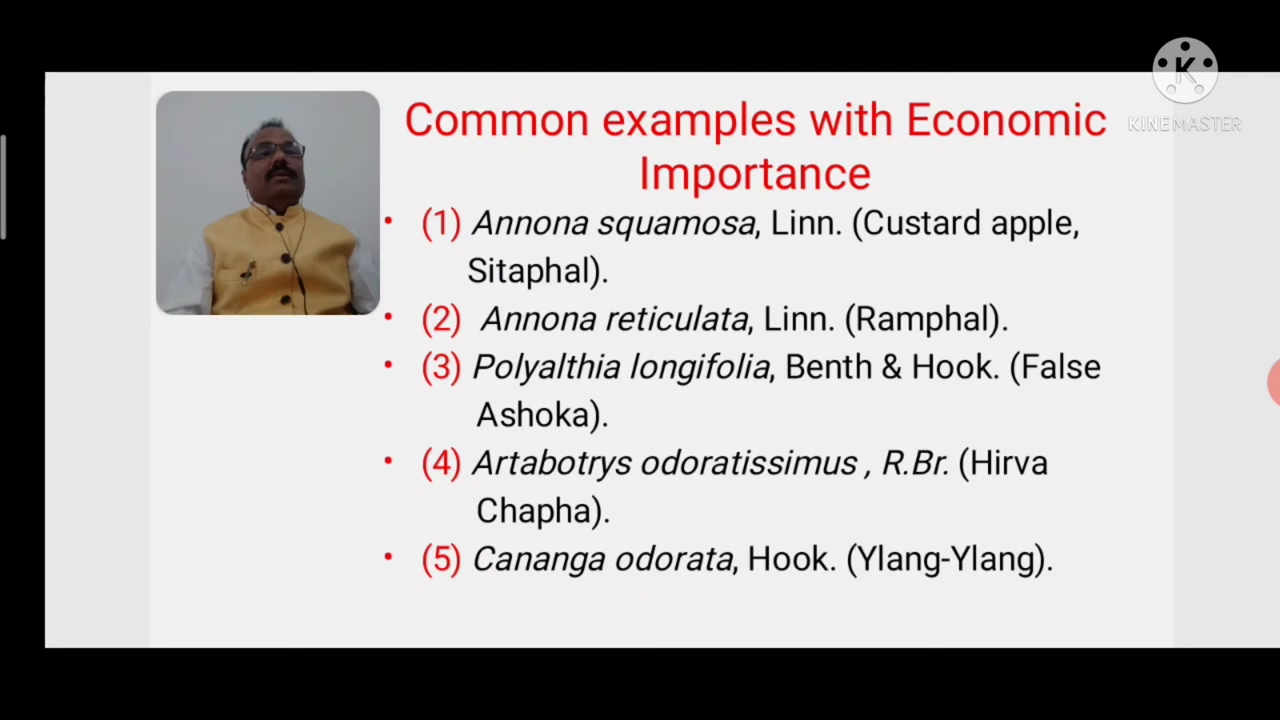 K
KINEMASTER
Common examples with Economic
Importance
• (1) Annona squamosa, Linn. (Custard apple,
Sitaphal).
• (2) Annona reticulata, Linn. (Ramphal).
• (3) Polyalthia longifolia, Benth & Hook. (False
Ashoka).
• (4) Artabotrys odoratissimus , R.Br. (Hirva
Chapha).
• (5) Cananga odorata, Hook. (Ylang-Ylang).